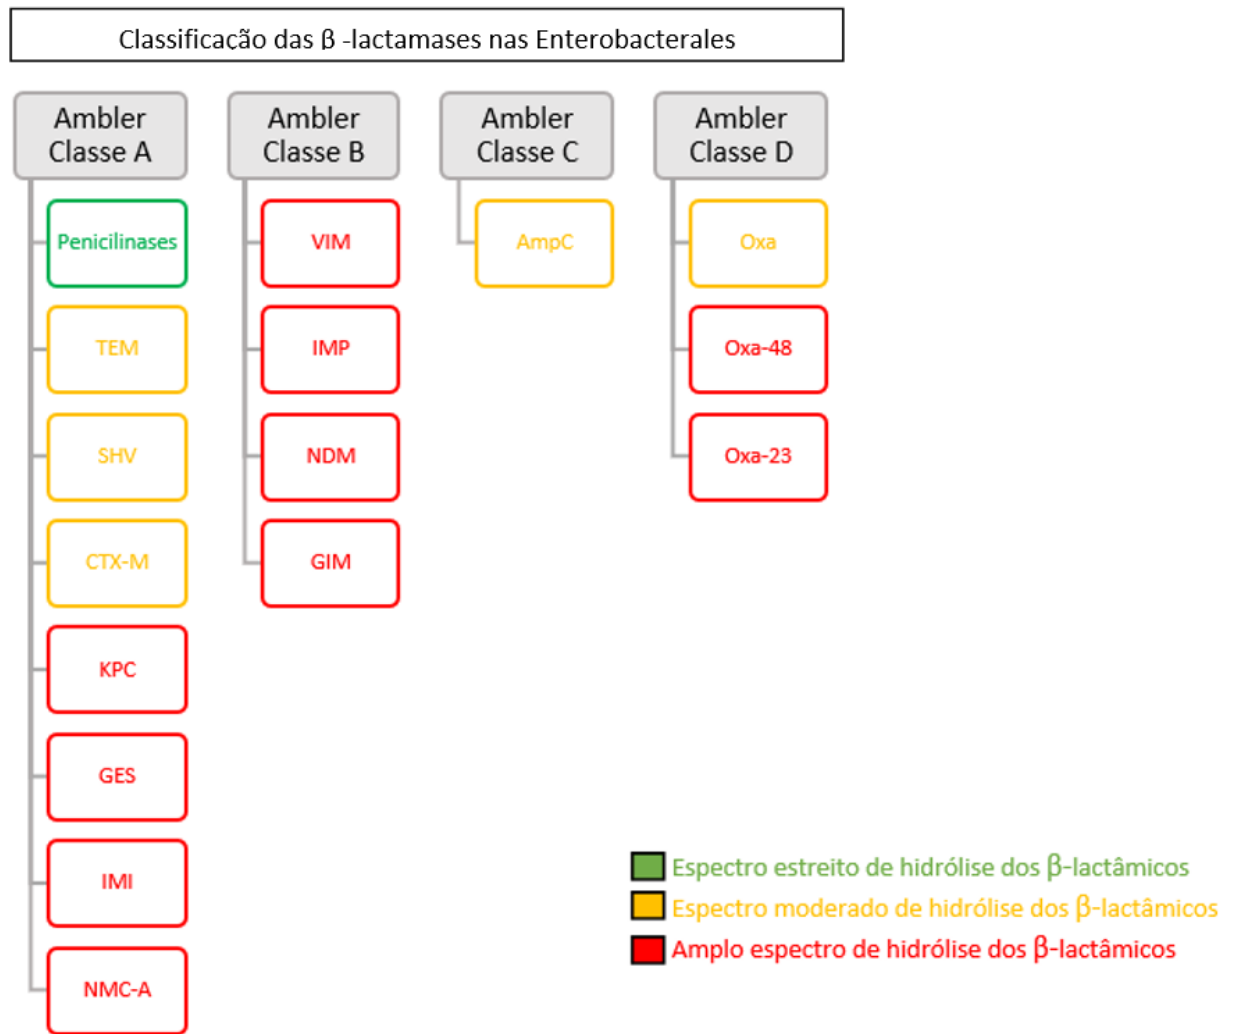 Classificação das β -lactamases nas Enterobacterales
Ambler
Classe A
Penicilinases
TEM
SHV
CTX-M
KPC
GES
IMI
NMC-A
Ambler
Classe B
VIM
IMP
NDM
GIM
Ambler
Classe C
AmpC
Ambler
Classe D
Oxa
Oxa-48
Oxa-23
Espectro estreito de hidrólise dos β-lactâmicos
Espectro moderado de hidrólise dos β-lactâmicos
Amplo espectro de hidrólise dos β-lactâmicos